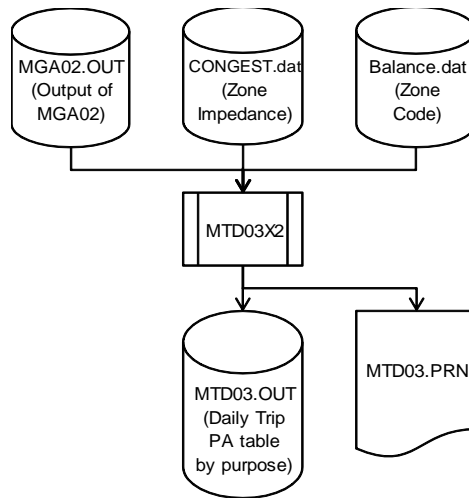 MGA02.OUT
(Output of
MGA02)
CONGEST.dat
(Zone
Impedance)
Balance.dat
(Zone
Code)
MTD03X2
MTD03.OUT
(Daily Trip
PA table
by purpose)
MTD03.PRN